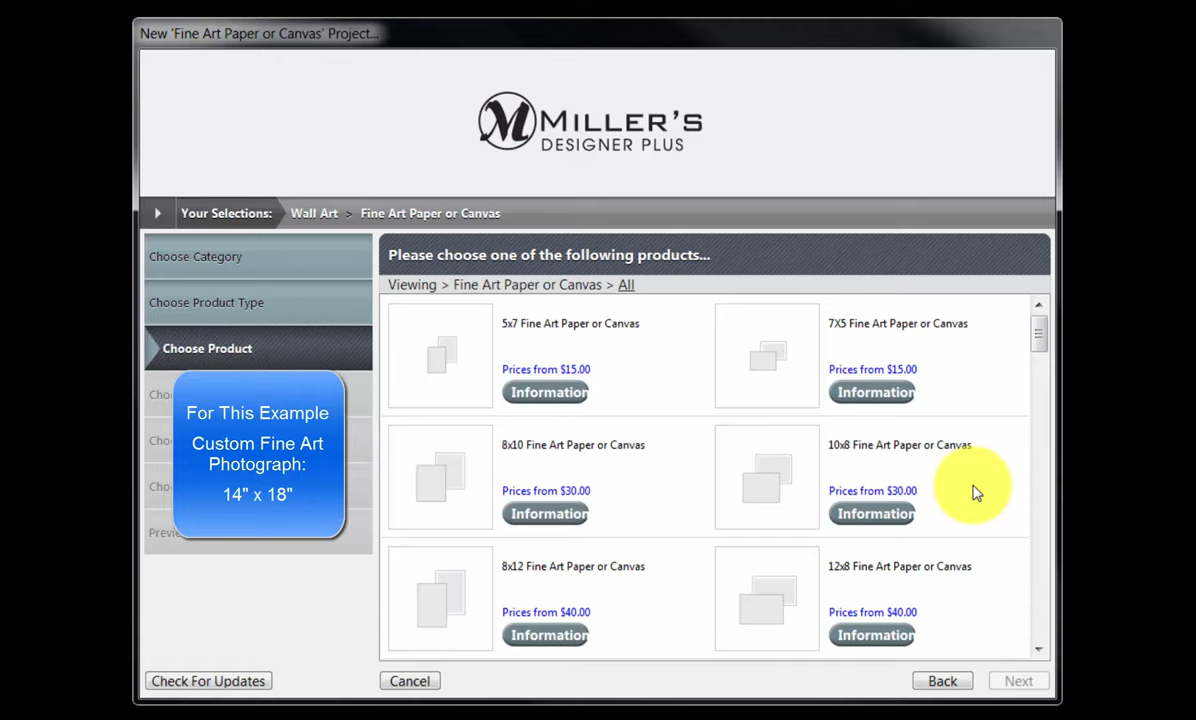 New 'Fine Art Paper or Canvas' Project...
MILLER'S
DESIGNER PLUS
Your Selections: Wall Art > Fine Art Paper or Canvas
Choose Category
Choose Product Type
Choose Product
Cho
Cho
Cho
Previe
For This Example
Custom Fine Art
Photograph:
14" x 18"
Please choose one of the following products...
Viewing > Fine Art Paper or Canvas > All
5x7 Fine Art Paper or Canvas
Prices from $15.00
Information
7X5 Fine Art Paper or Canvas
Prices from $15.00
Information
8x10 Fine Art Paper or Canvas
Prices from $30.00
Information
10x8 Fine Art Paper or Canvas
Prices from $30.00
Information
8x12 Fine Art Paper or Canvas
Prices from $40.00
Information
12x8 Fine Art Paper or Canvas
Prices from $40.00
Information
Check For Updates
Cancel
Back
Next